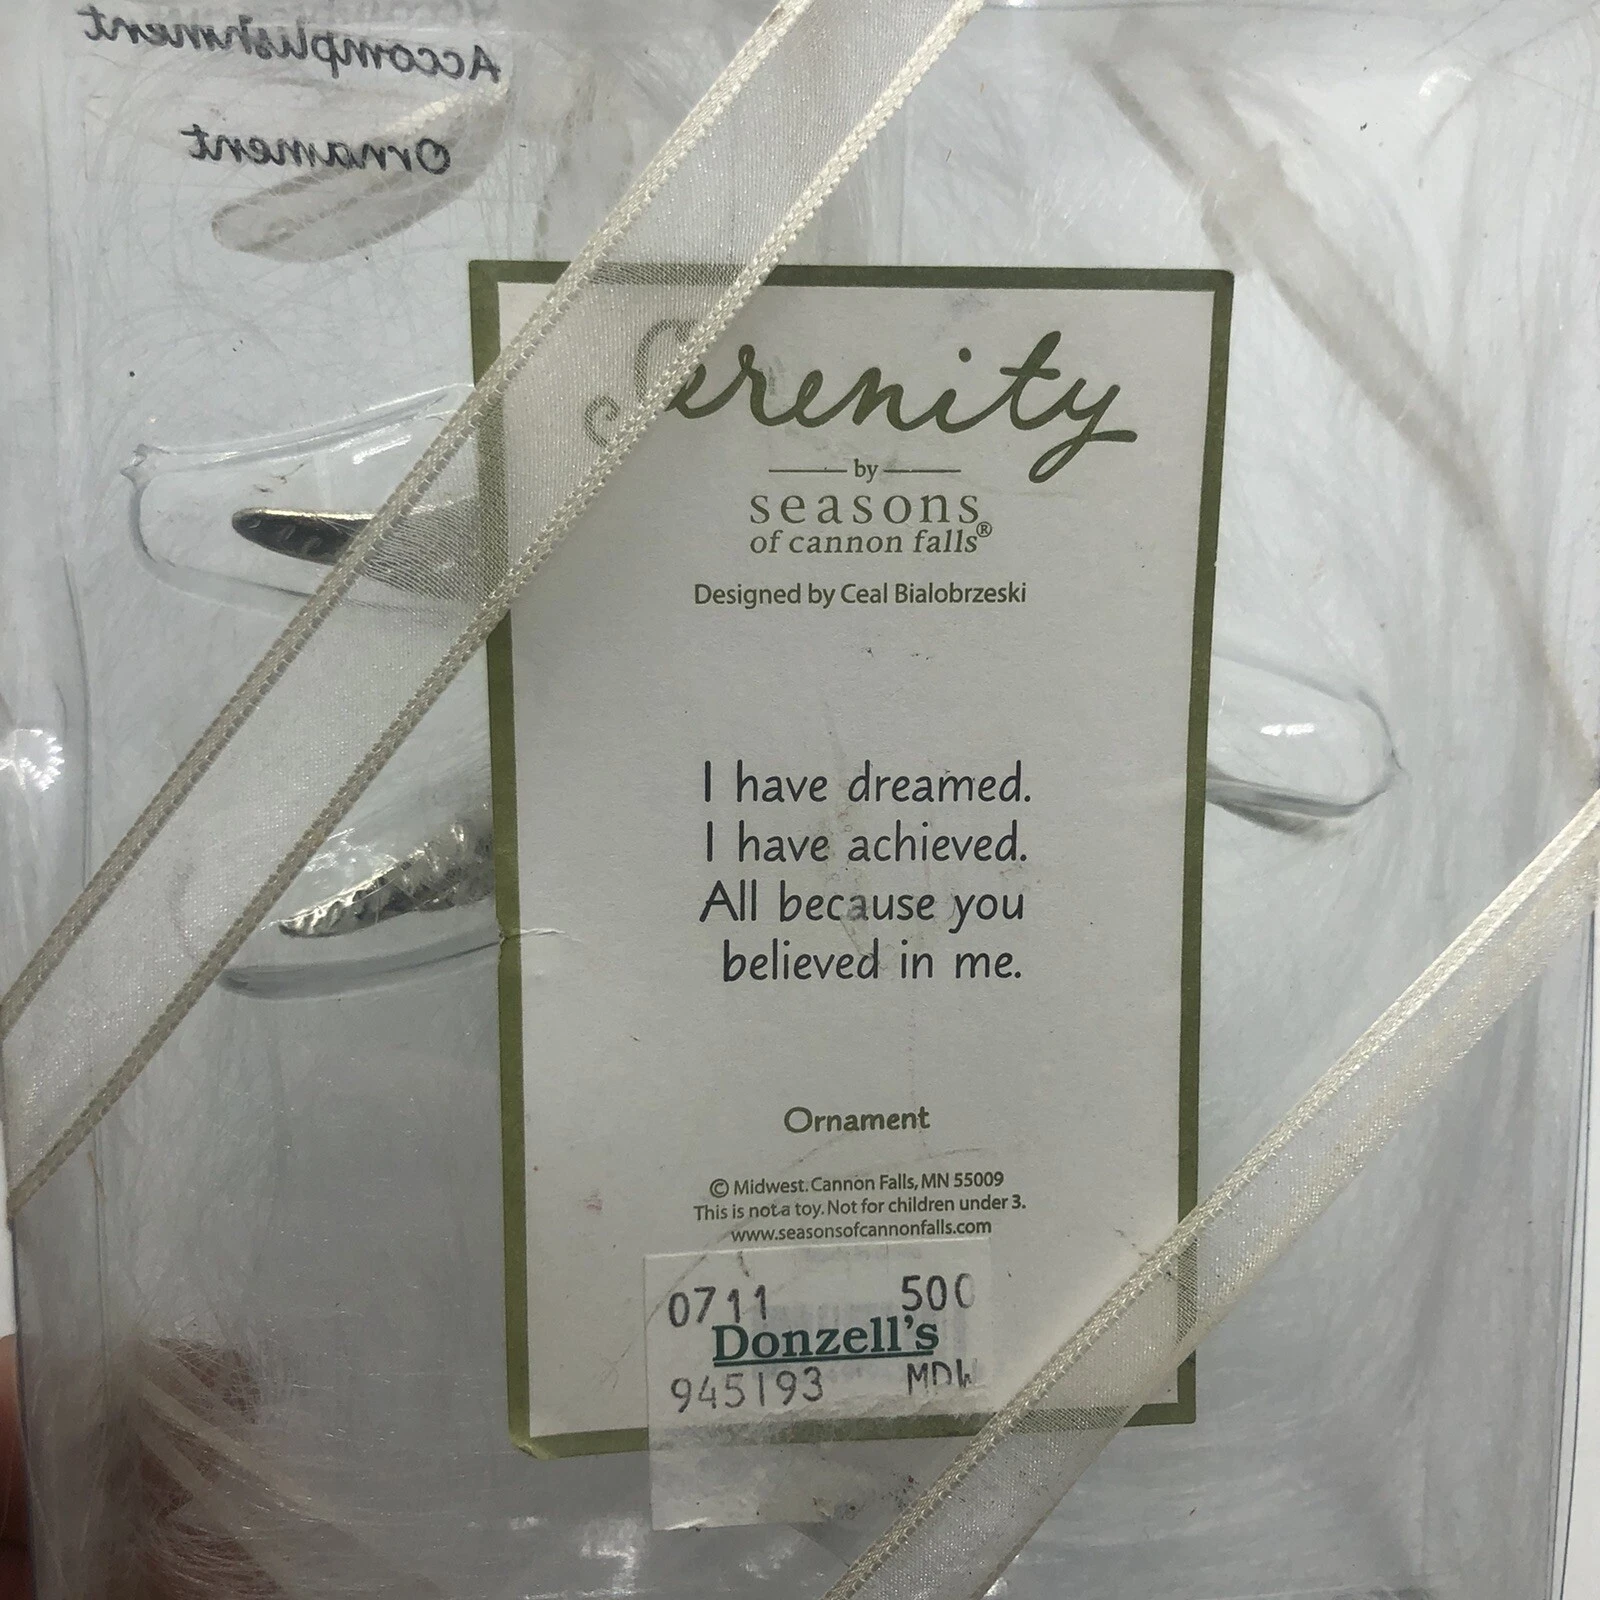 Accomplishment
Ornament
Serenity
by
seasons
of cannon falls®
Designed by Ceal Bialobrzeski
I have dreamed.
I have achieved.
All because you
believed in me.
Ornament
© Midwest. Cannon Falls, MN 55009
This is not a toy. Not for children under 3.
www.seasonsofcannonfalls.com
0711 500
Donzell's
945193 MDW